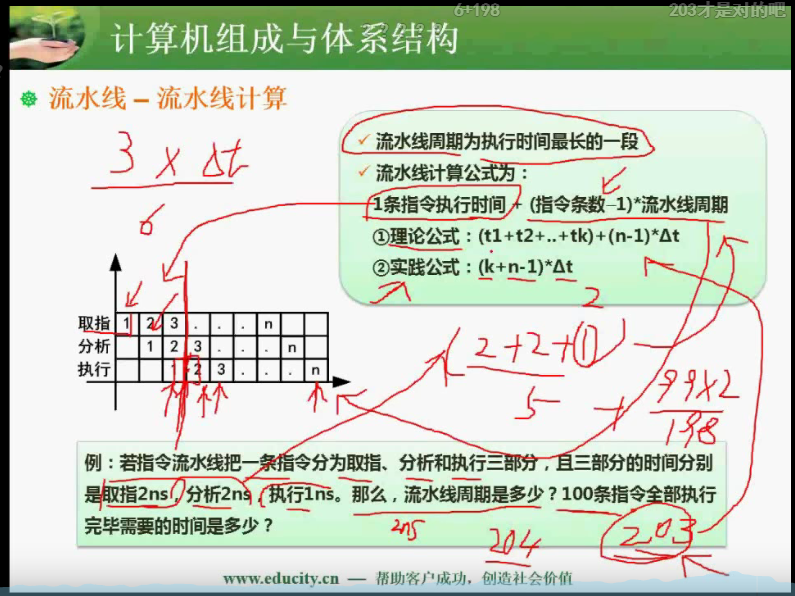 6+198
203才是对的吧
计算机组成与体系结构
流水线 – 流水线计算
✓ 流水线周期为执行时间最长的一段
✓ 流水线计算公式为：
1条指令执行时间 + (指令条数–1)*流水线周期
①理论公式：(t1+t2+..+tk)+(n-1)*Δt
②实践公式：(k+n-1)*Δt
3 × Δt
6
2
取指 1 2 3 . . . n
分析 1 2 3 . . . n
执行 1 2 3 . . . n
(2+2+1)
5 + 99×2
198
例：若指令流水线把一条指令分为取指、分析和执行三部分，且三部分的时间分别
是取指2ns，分析2ns，执行1ns。那么，流水线周期是多少？100条指令全部执行
完毕需要的时间是多少？
2ns
204
203
www.educity.cn — 帮助客户成功，创造社会价值